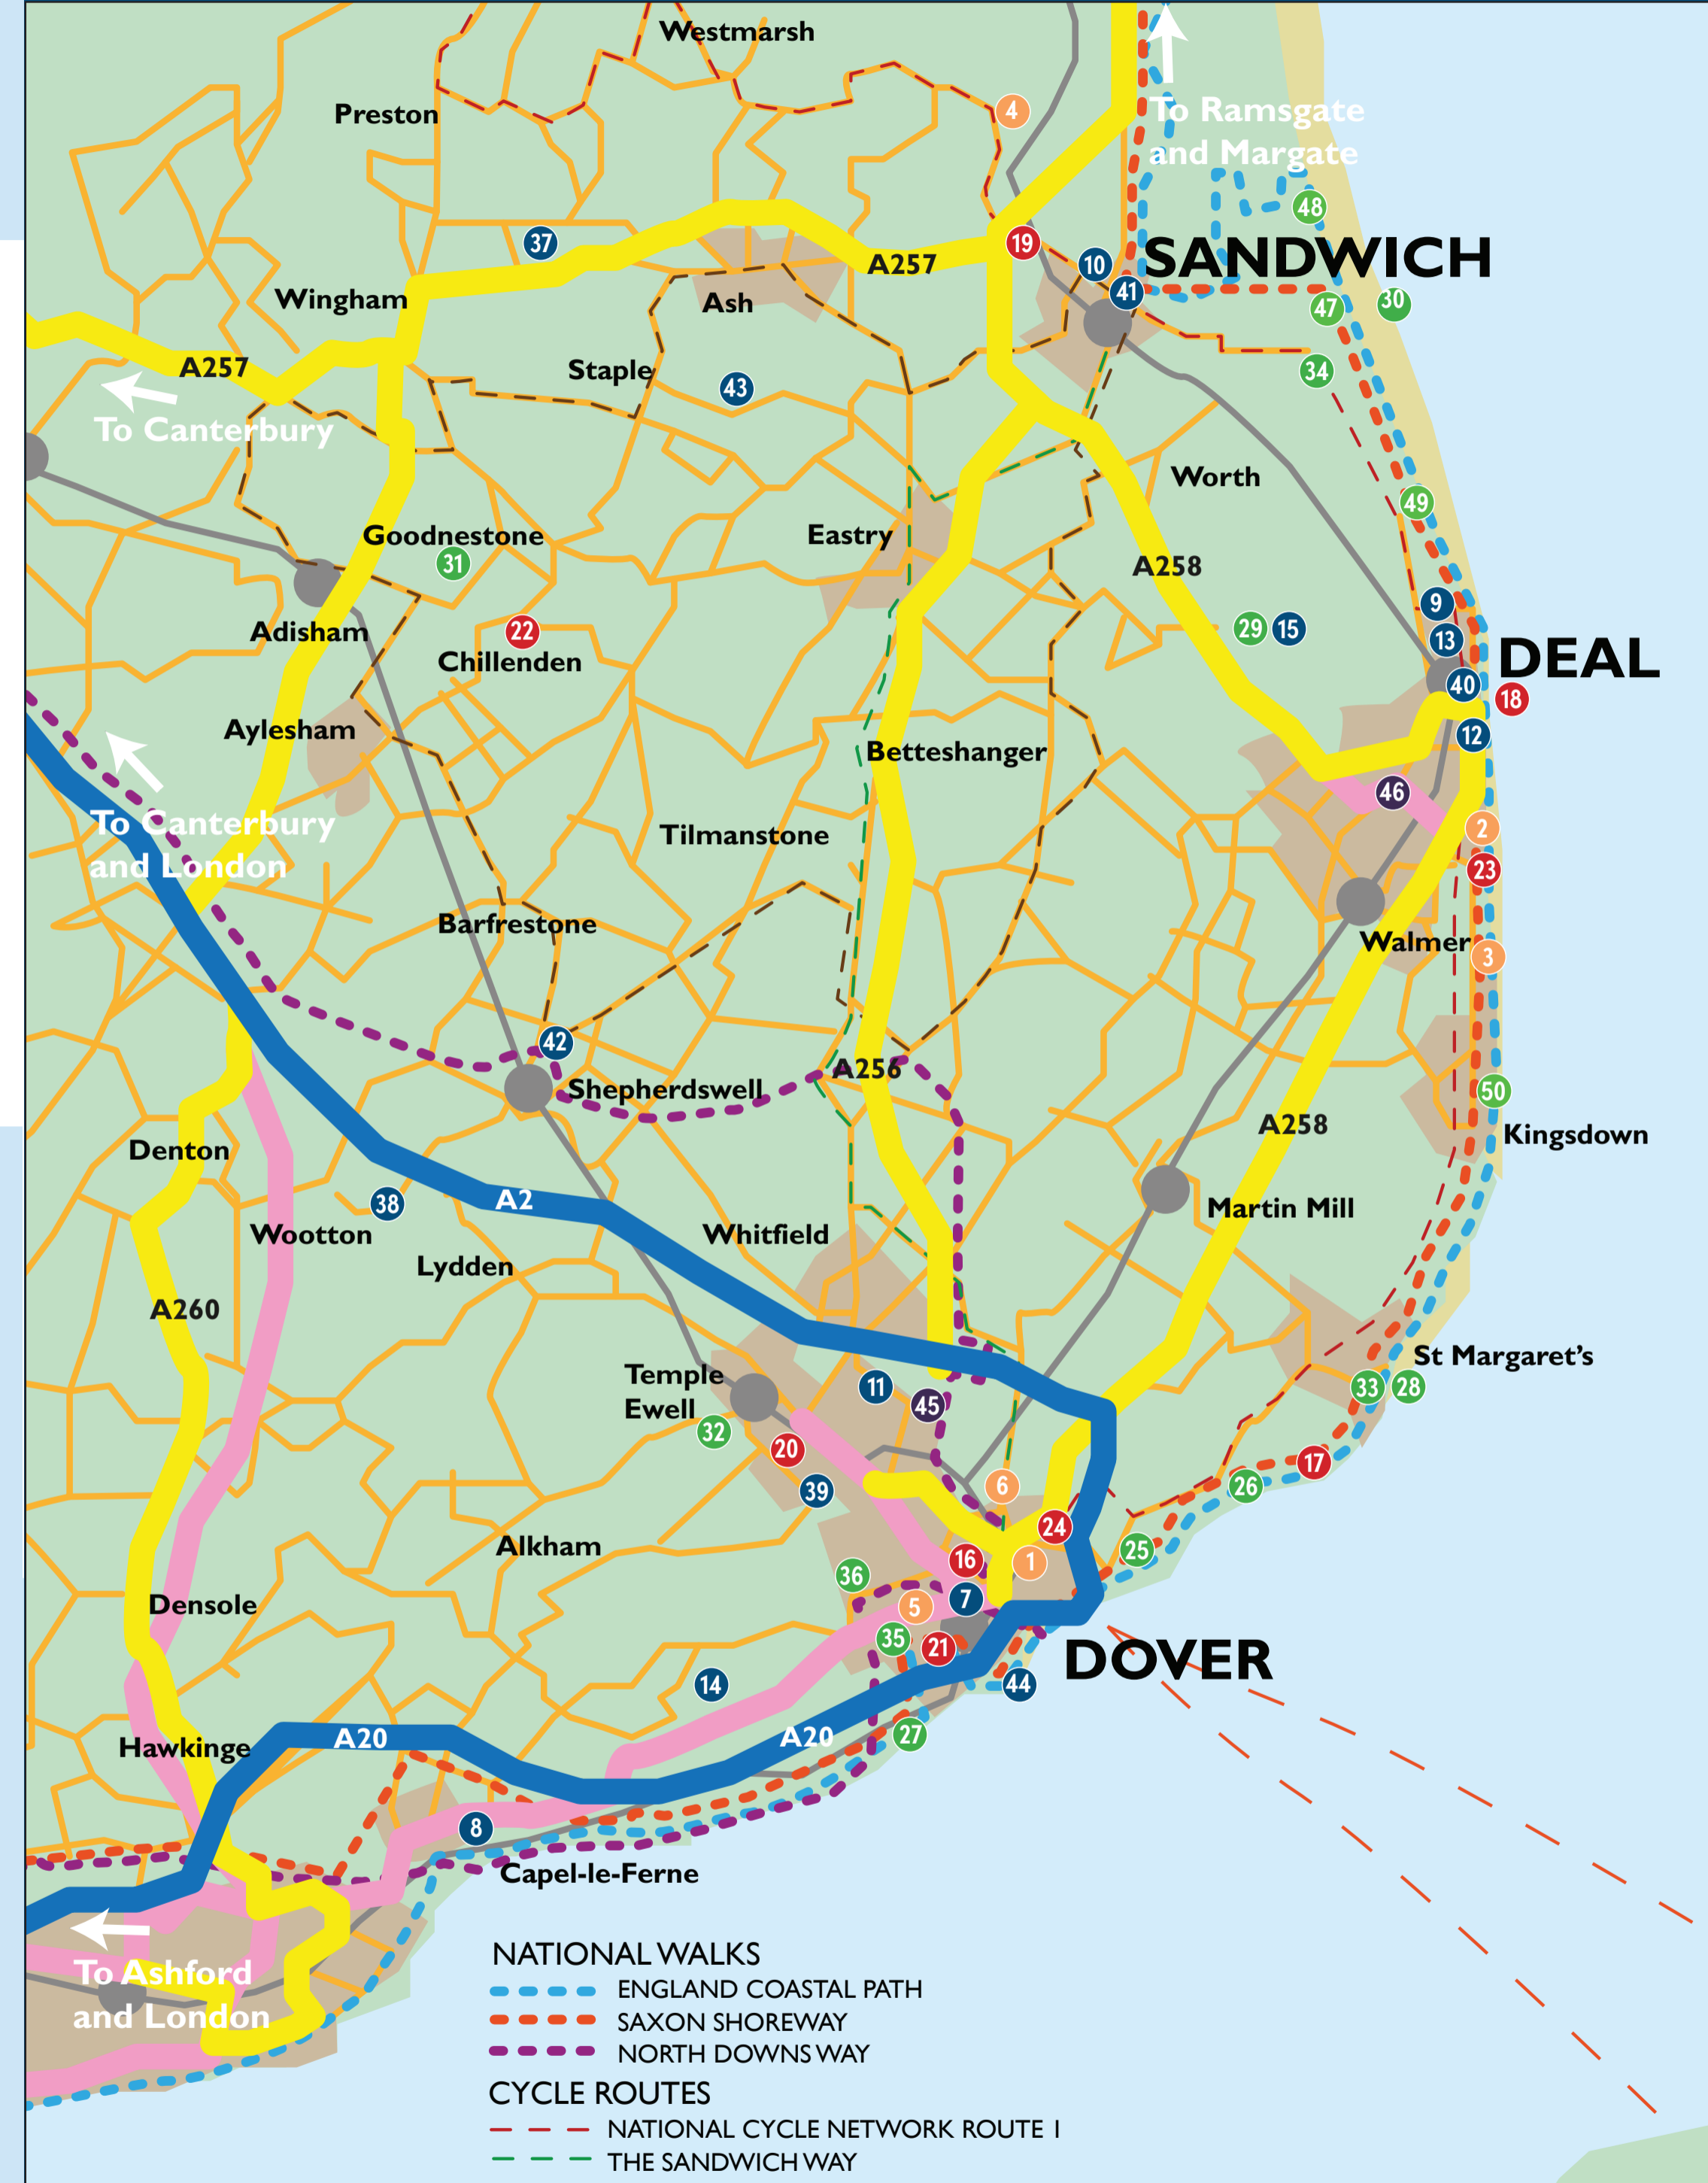 Westmarsh
Preston
4
To Ramsgate
and Margate
48
37
19
10
SANDWICH
A257
Wingham
Ash
41
47
30
A257
Staple
43
34
To Canterbury
Worth
49
Goodnestone
Eastry
31
A258
9
Adisham
22
29
15
13
Chillenden
DEAL
40
18
Aylesham
Betteshanger
12
46
To Canterbury
and London
Tilmanstone
2
23
Barfrestone
Walmer
3
42
Shepherdswell
A256
50
Denton
A258
Kingsdown
38
A2
Wootton
Whitfield
Martin Mill
Lydden
A260
St Margaret's
Temple
Ewell
11
45
33
28
32
20
17
39
6
26
24
Alkham
25
16
1
36
Densole
5
7
35
21
DOVER
14
44
Hawkinge
A20
A20
27
8
Capel-le-Ferne
To Ashford
and London
NATIONAL WALKS
ENGLAND COASTAL PATH
SAXON SHOREWAY
NORTH DOWNS WAY
CYCLE ROUTES
NATIONAL CYCLE NETWORK ROUTE 1
THE SANDWICH WAY